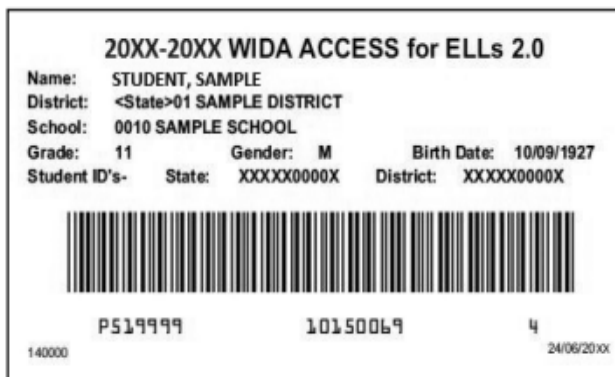 20XX-20XX WIDA ACCESS for ELLs 2.0
Name: STUDENT, SAMPLE
District: <State>01 SAMPLE DISTRICT
School: 0010 SAMPLE SCHOOL
Grade: 11 Gender: M Birth Date: 10/09/1927
Student ID's- State: XXXXX0000X District: XXXXX0000X
P519999 10150069 4
140000 24/06/20XX